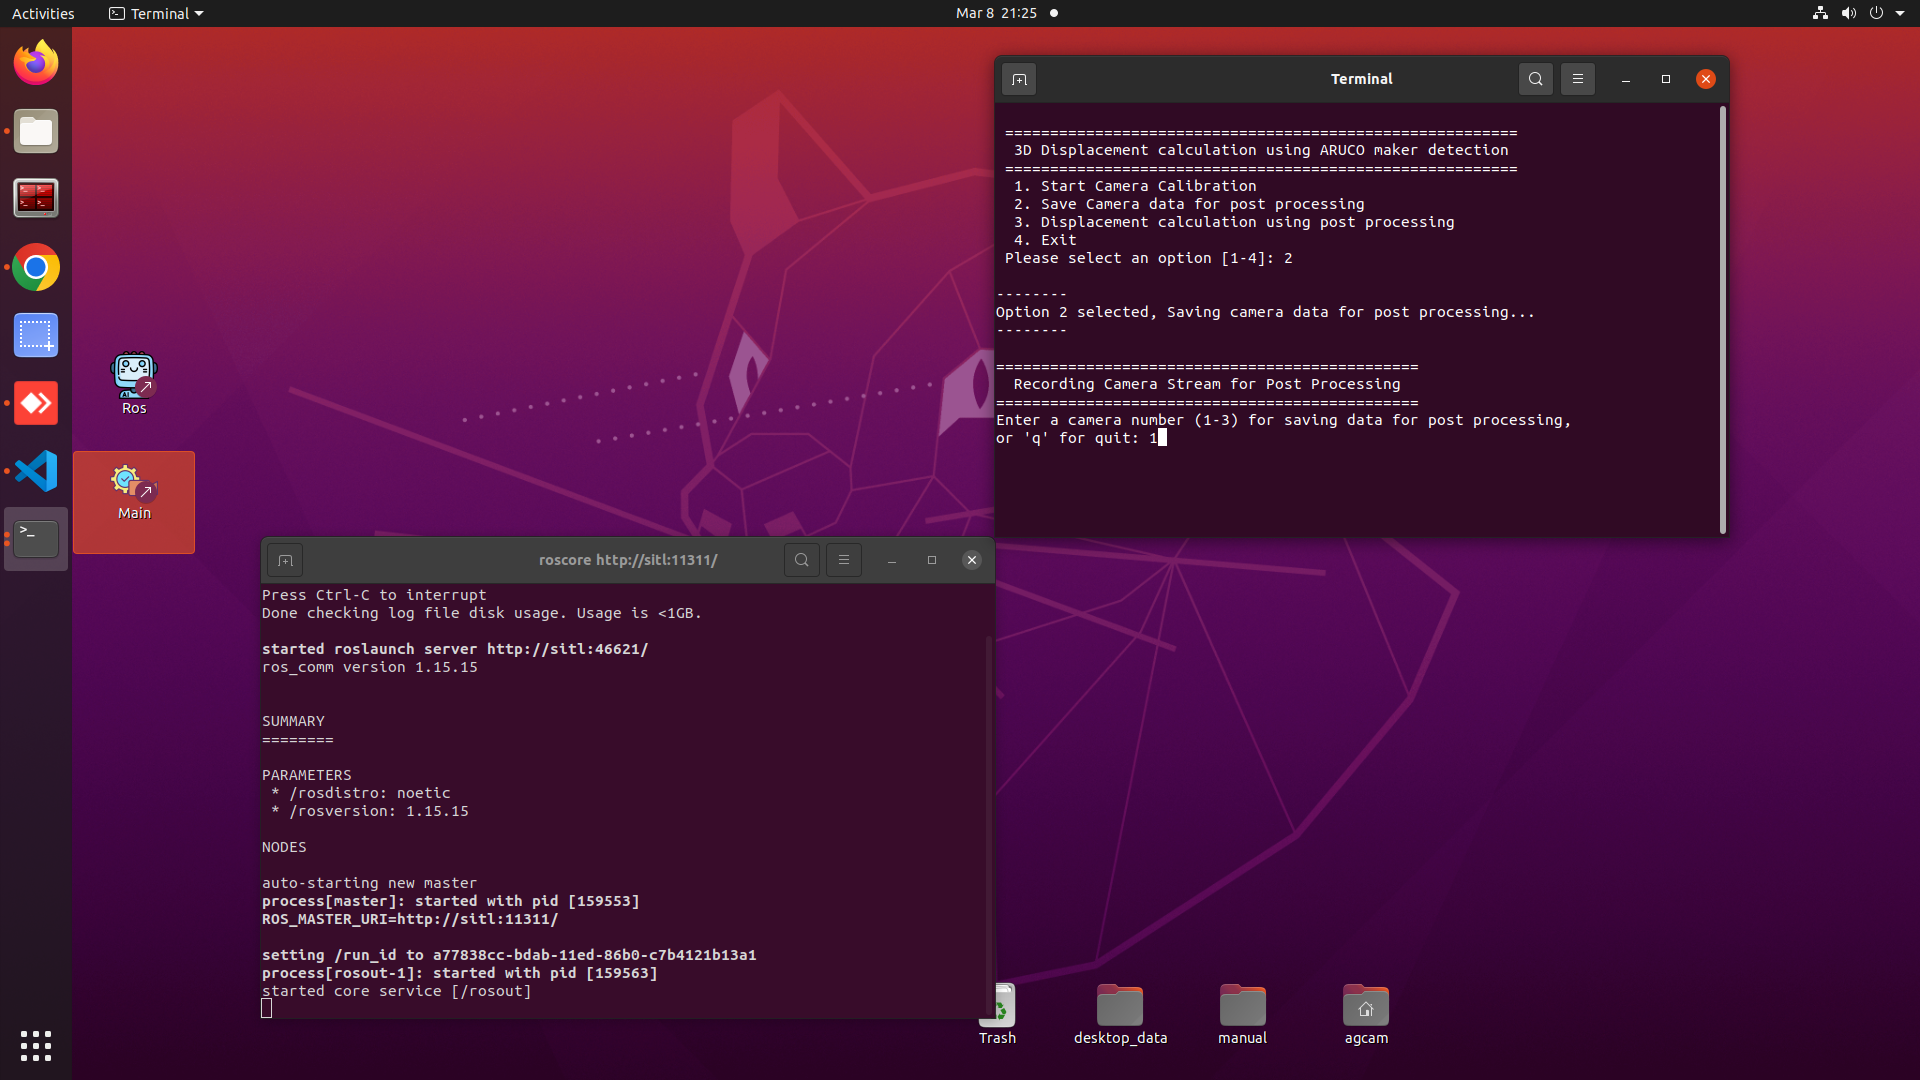 Activities
Terminal
Mar 8 21:25
Ros
Main
Terminal
=========================================================
3D Displacement calculation using ARUCO maker detection
=========================================================
1. Start Camera Calibration
2. Save Camera data for post processing
3. Displacement calculation using post processing
4. Exit
Please select an option [1-4]: 2
--------
Option 2 selected, Saving camera data for post processing...
--------
===============================================
Recording Camera Stream for Post Processing
===============================================
Enter a camera number (1-3) for saving data for post processing,
or 'q' for quit: 1
roscore http://sitl:11311/
Press Ctrl-C to interrupt
Done checking log file disk usage. Usage is <1GB.
started roslaunch server http://sitl:46621/
ros_comm version 1.15.15
SUMMARY
========
PARAMETERS
* /rosdistro: noetic
* /rosversion: 1.15.15
NODES
auto-starting new master
process[master]: started with pid [159553]
ROS_MASTER_URI=http://sitl:11311/
setting /run_id to a77838cc-bdab-11ed-86b0-c7b4121b13a1
process[rosout-1]: started with pid [159563]
started core service [/rosout]
Trash
desktop_data
manual
agcam